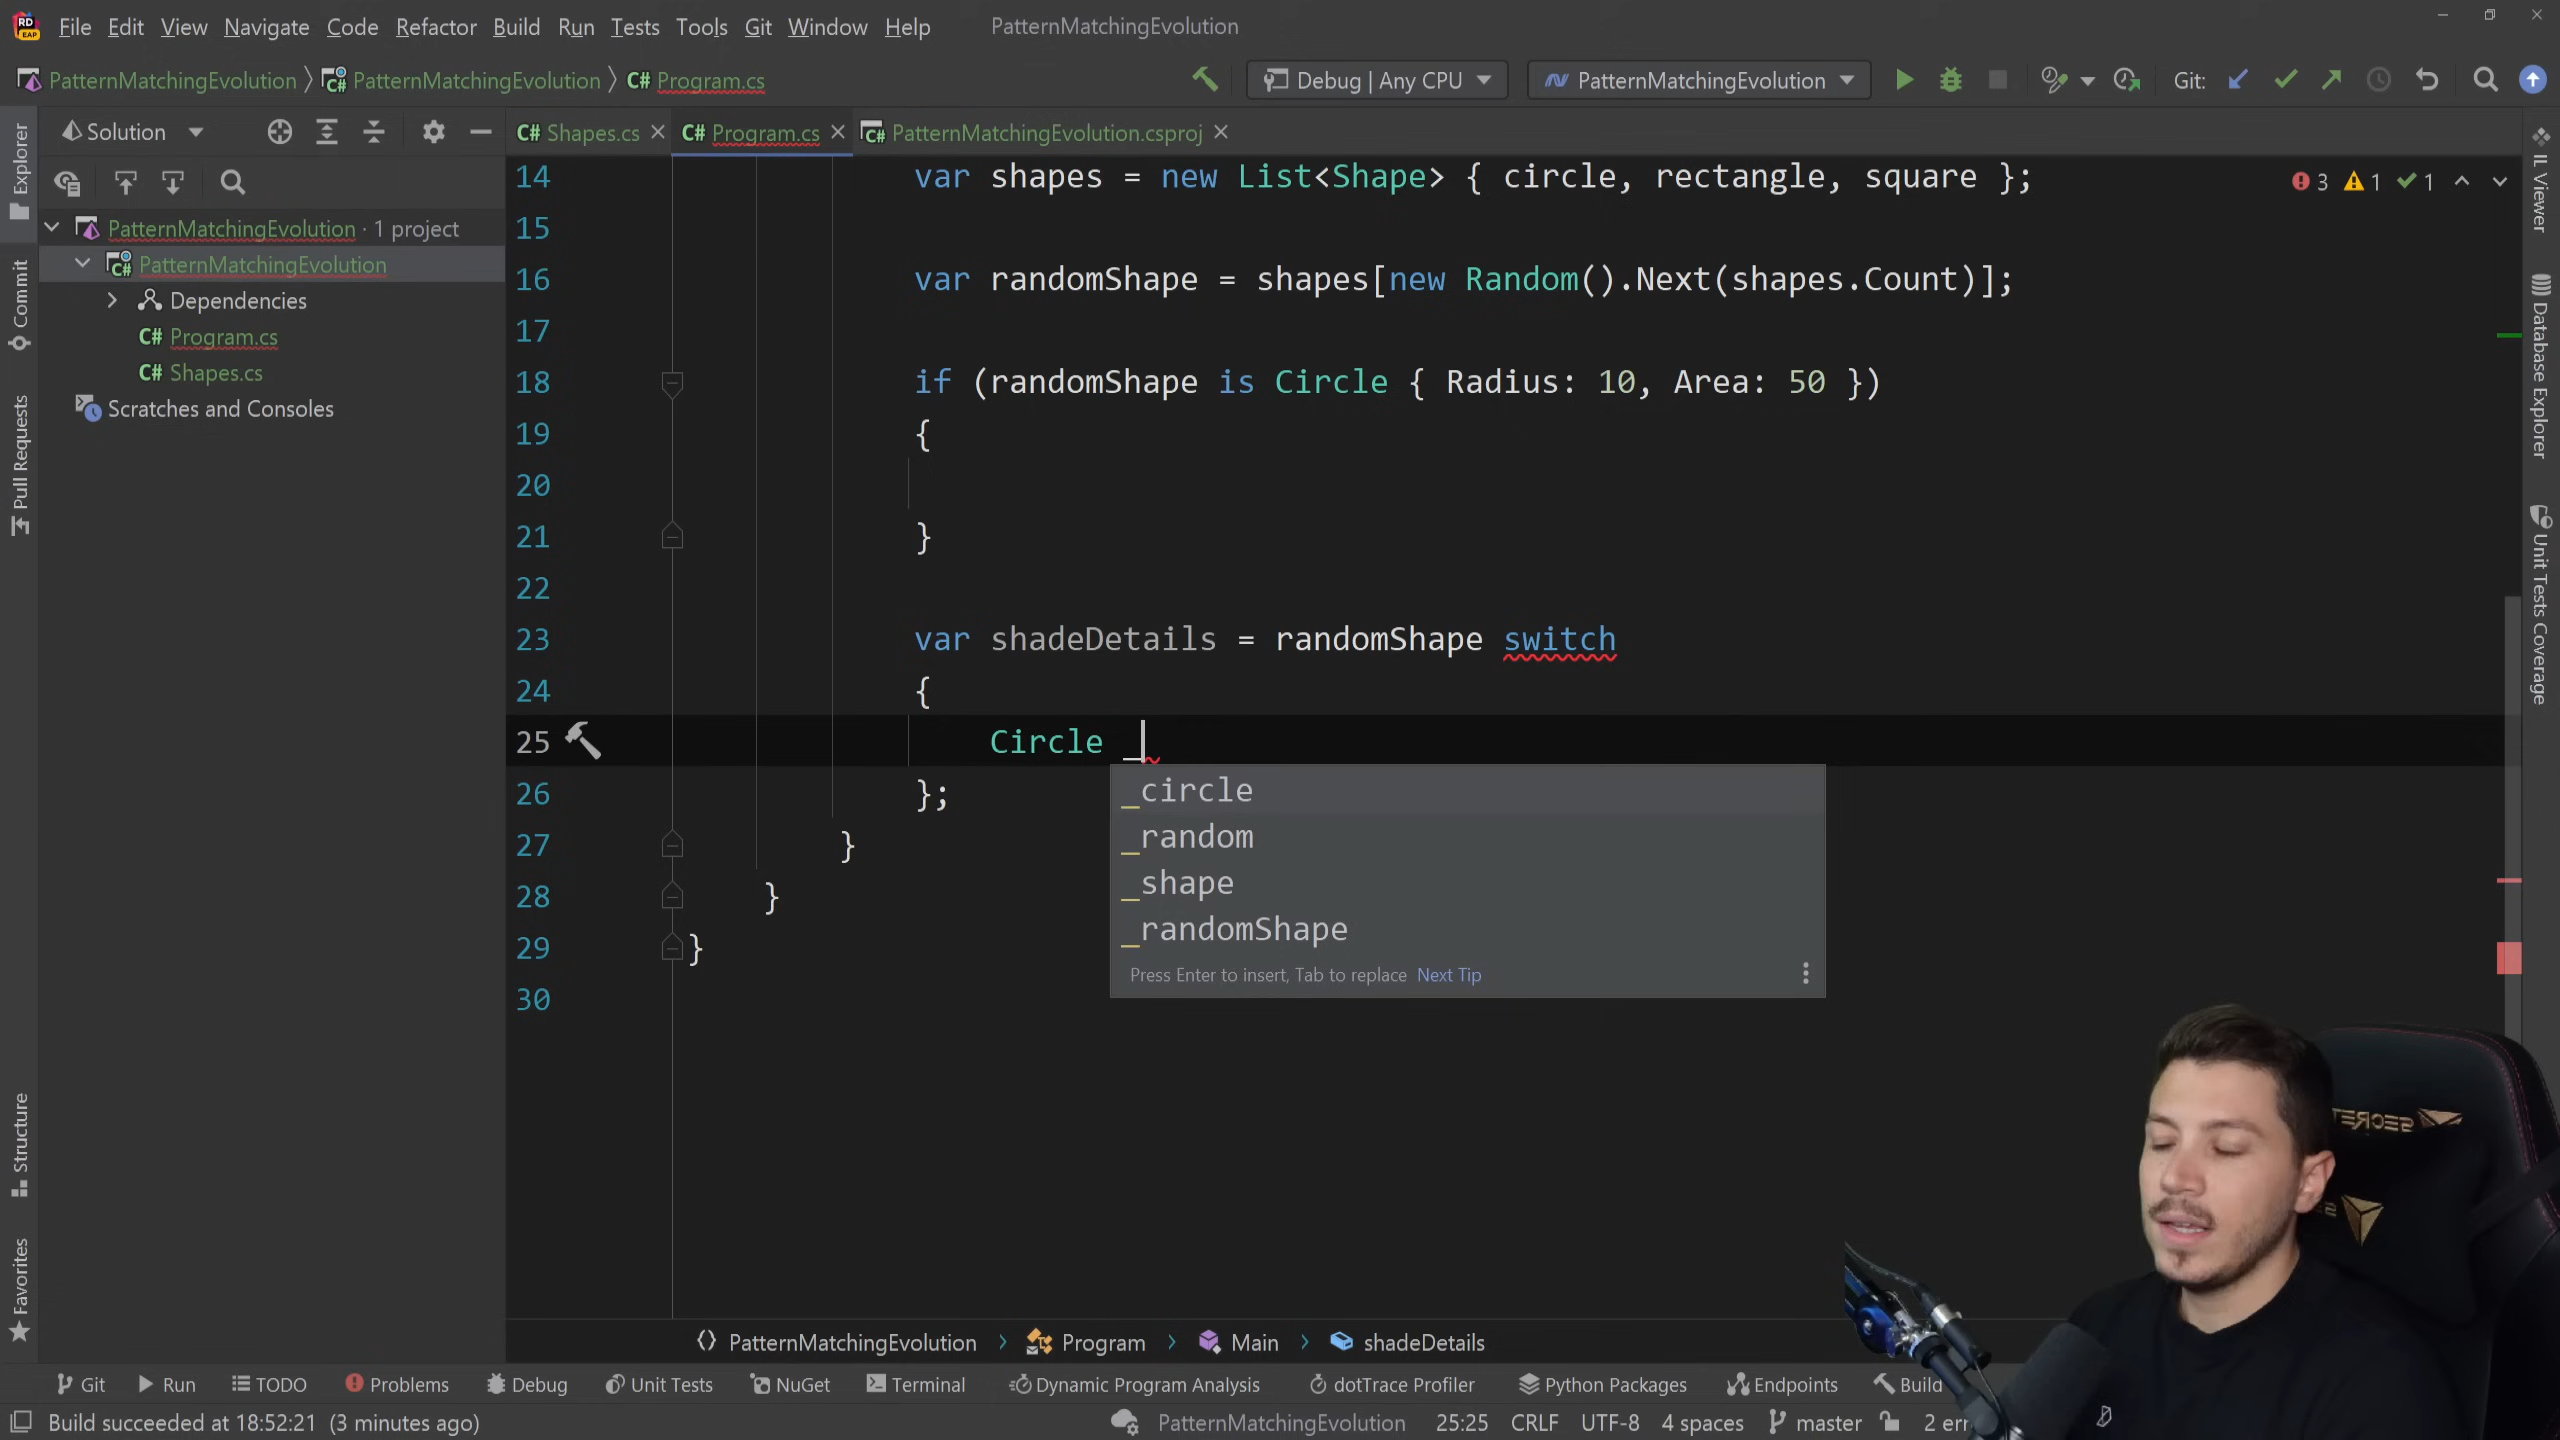 RD
EAP
File Edit View Navigate Code Refactor Build Run Tests Tools Git Window Help PatternMatchingEvolution
PatternMatchingEvolution PatternMatchingEvolution C# Program.cs Debug | Any CPU PatternMatchingEvolution Git:
Solution
C# Shapes.cs C# Program.cs PatternMatchingEvolution.csproj
PatternMatchingEvolution · 1 project
PatternMatchingEvolution
Dependencies
C# Program.cs
C# Shapes.cs
Scratches and Consoles
Explorer
Commit
Pull Requests
Structure
Favorites
3 1 1
14 var shapes = new List<Shape> { circle, rectangle, square };
15
16 var randomShape = shapes[new Random().Next(shapes.Count)];
17
18 if (randomShape is Circle { Radius: 10, Area: 50 })
19 {
20
21 }
22
23 var shadeDetails = randomShape switch
24 {
25 Circle _
26 };
27 }
28 }
29 }
30
_circle
_random
_shape
_randomShape
Press Enter to insert, Tab to replace Next Tip
IL Viewer
Database Explorer
Unit Tests Coverage
SECRET
PatternMatchingEvolution Program Main shadeDetails
Git Run TODO Problems Debug Unit Tests NuGet Terminal Dynamic Program Analysis dotTrace Profiler Python Packages Endpoints Build
Build succeeded at 18:52:21 (3 minutes ago) PatternMatchingEvolution 25:25 CRLF UTF-8 4 spaces master 2 err